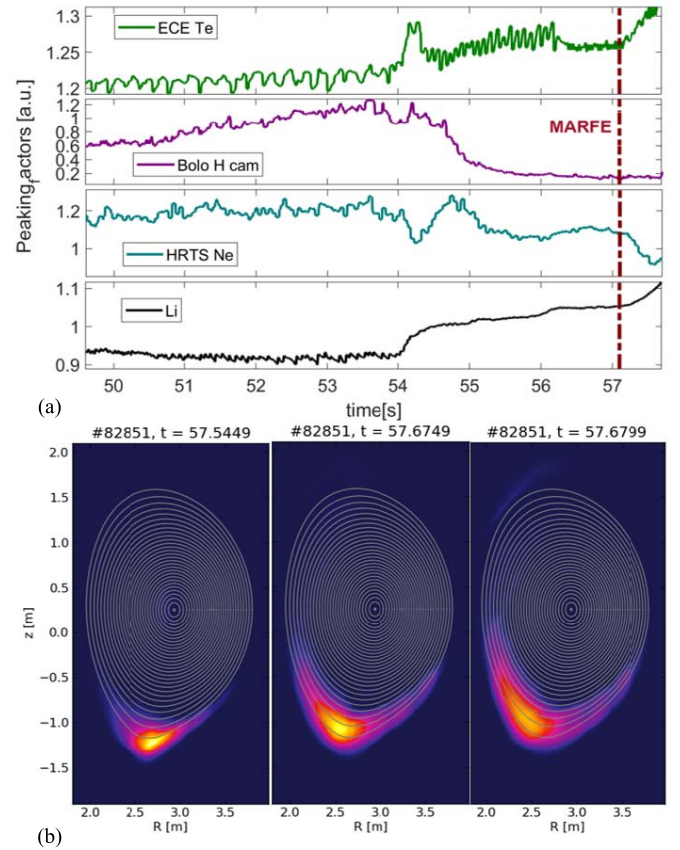 1.3
1.2
ECE Te
1.2
1.0
0.8
0.6
0.4
0.2
Bolo H cam
MARFE
1.2
1
HRTS Ne
1.1
1
0.9
Li
Peaking factors [a.u.]
50 51 52 53 54 55 56 57
time[s]
(a)
#82851, t = 57.5449 #82851, t = 57.6749 #82851, t = 57.6799
2.0
1.5
1.0
0.5
0.0
−0.5
−1.0
−1.5
z [m]
2.0 2.5 3.0 3.5 2.0 2.5 3.0 3.5 2.0 2.5 3.0 3.5
R [m] R [m] R [m]
(b)